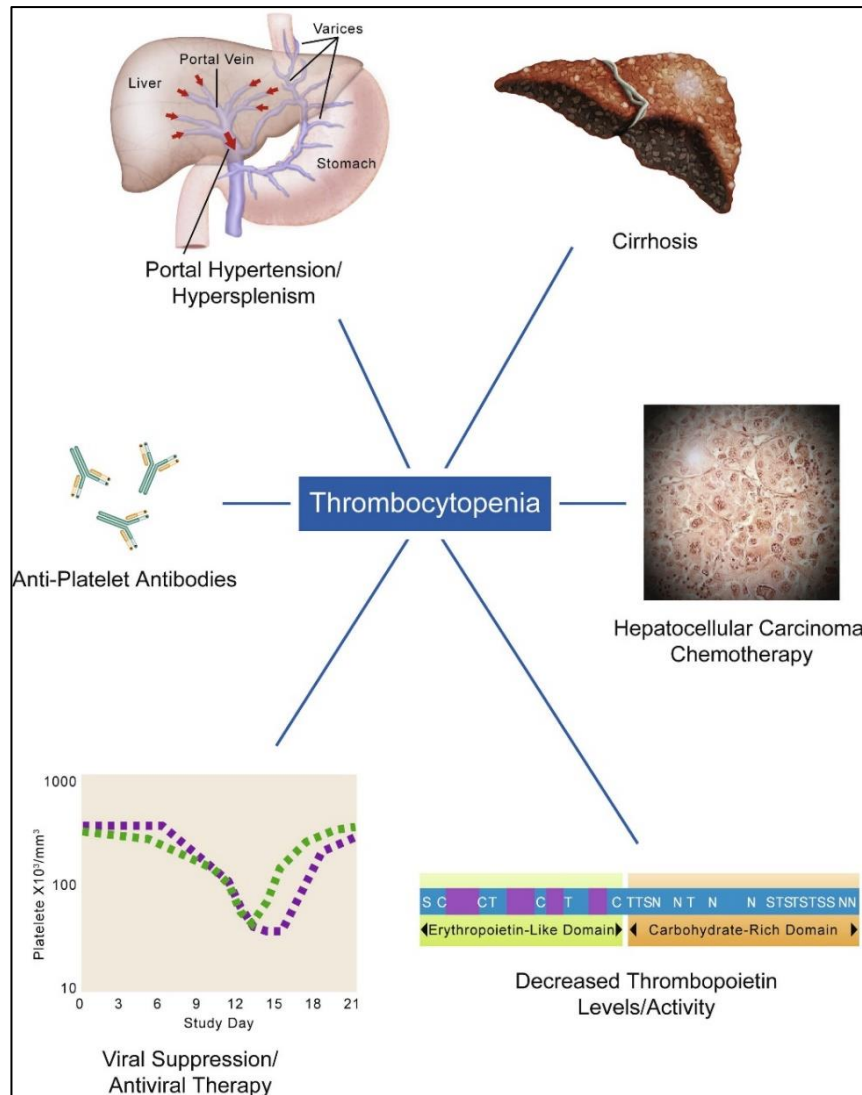 Varices
Portal Vein
Liver
Stomach
Portal Hypertension/
Hypersplenism
Cirrhosis
Thrombocytopenia
Anti-Platelet Antibodies
Hepatocellular Carcinoma
Chemotherapy
Platelete X10³/mm³
1000
100
10
0 3 6 9 12 15 18 21
Study Day
Viral Suppression/
Antiviral Therapy
S C CT C T C TTSN N T N N STSTSTSS NN
Erythropoietin-Like Domain Carbohydrate-Rich Domain
Decreased Thrombopoietin
Levels/Activity